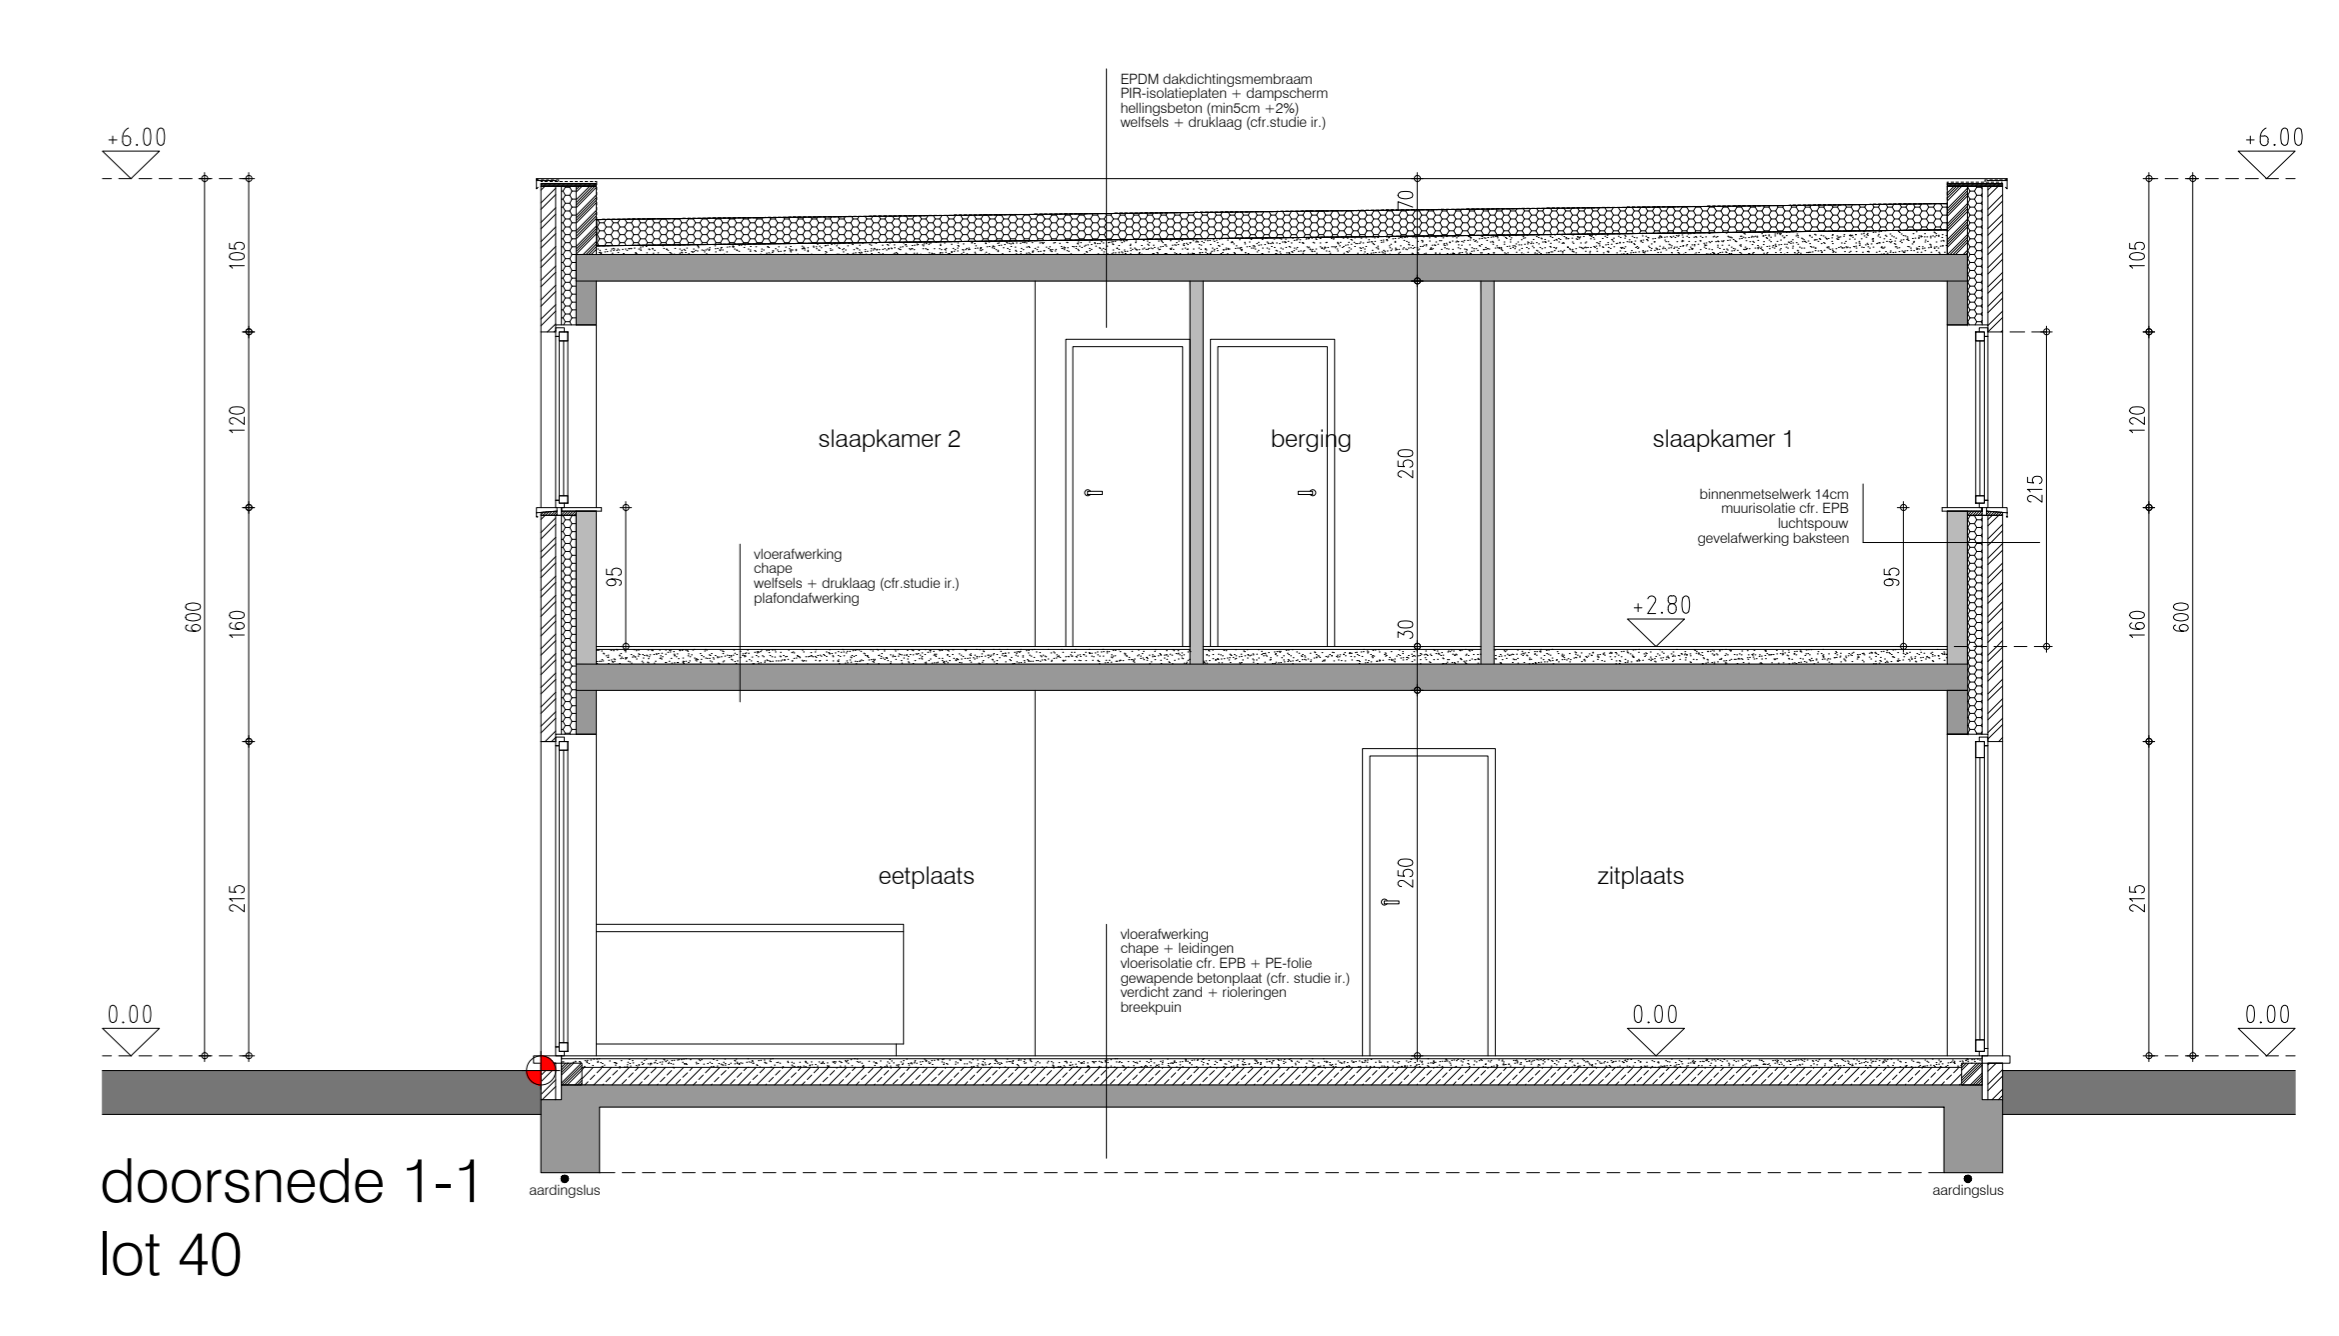 EPDM dakdichtingsmembraam
PIR-isolatieplaten + dampscherm
hellingsbeton (min5cm +2%)
welfsels + druklaag (cfr.studie ir.)
+6.00
+6.00
70
105
105
120
120
slaapkamer 2
berging
slaapkamer 1
250
215
binnenmetselwerk 14cm
muurisolatie cfr. EPB
luchtspouw
gevelafwerking baksteen
vloerafwerking
chape
welfsels + druklaag (cfr.studie ir.)
plafondafwerking
95
95
+2.80
600
160
30
160
600
eetplaats
250
zitplaats
215
215
vloerafwerking
chape + leidingen
vloerisolatie cfr. EPB + PE-folie
gewapende betonplaat (cfr. studie ir.)
verdicht zand + rioleringen
breekpuin
0.00
0.00
0.00
doorsnede 1-1
lot 40
aardingslus
aardingslus